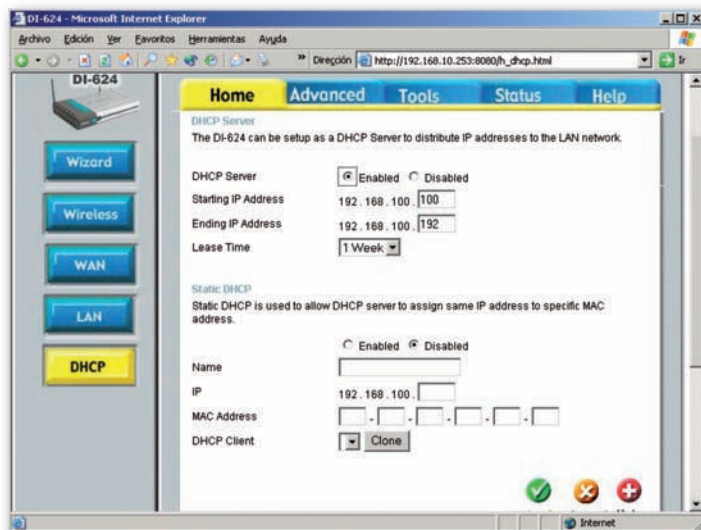 DI-624 - Microsoft Internet Explorer
Archivo Edición Ver Favoritos Herramientas Ayuda
» Dirección http://192.168.10.253:8080/h_dhcp.html Ir
DI-624
Home Advanced Tools Status Help
DHCP Server
The DI-624 can be setup as a DHCP Server to distribute IP addresses to the LAN network.
Wizard
DHCP Server Enabled Disabled
Starting IP Address 192.168.100. 100
Wireless
Ending IP Address 192.168.100. 192
Lease Time 1 Week
WAN
Static DHCP
Static DHCP is used to allow DHCP server to assign same IP address to specific MAC
address.
LAN
Enabled Disabled
DHCP
Name
IP 192.168.100.
MAC Address - - - - -
DHCP Client Clone
Internet